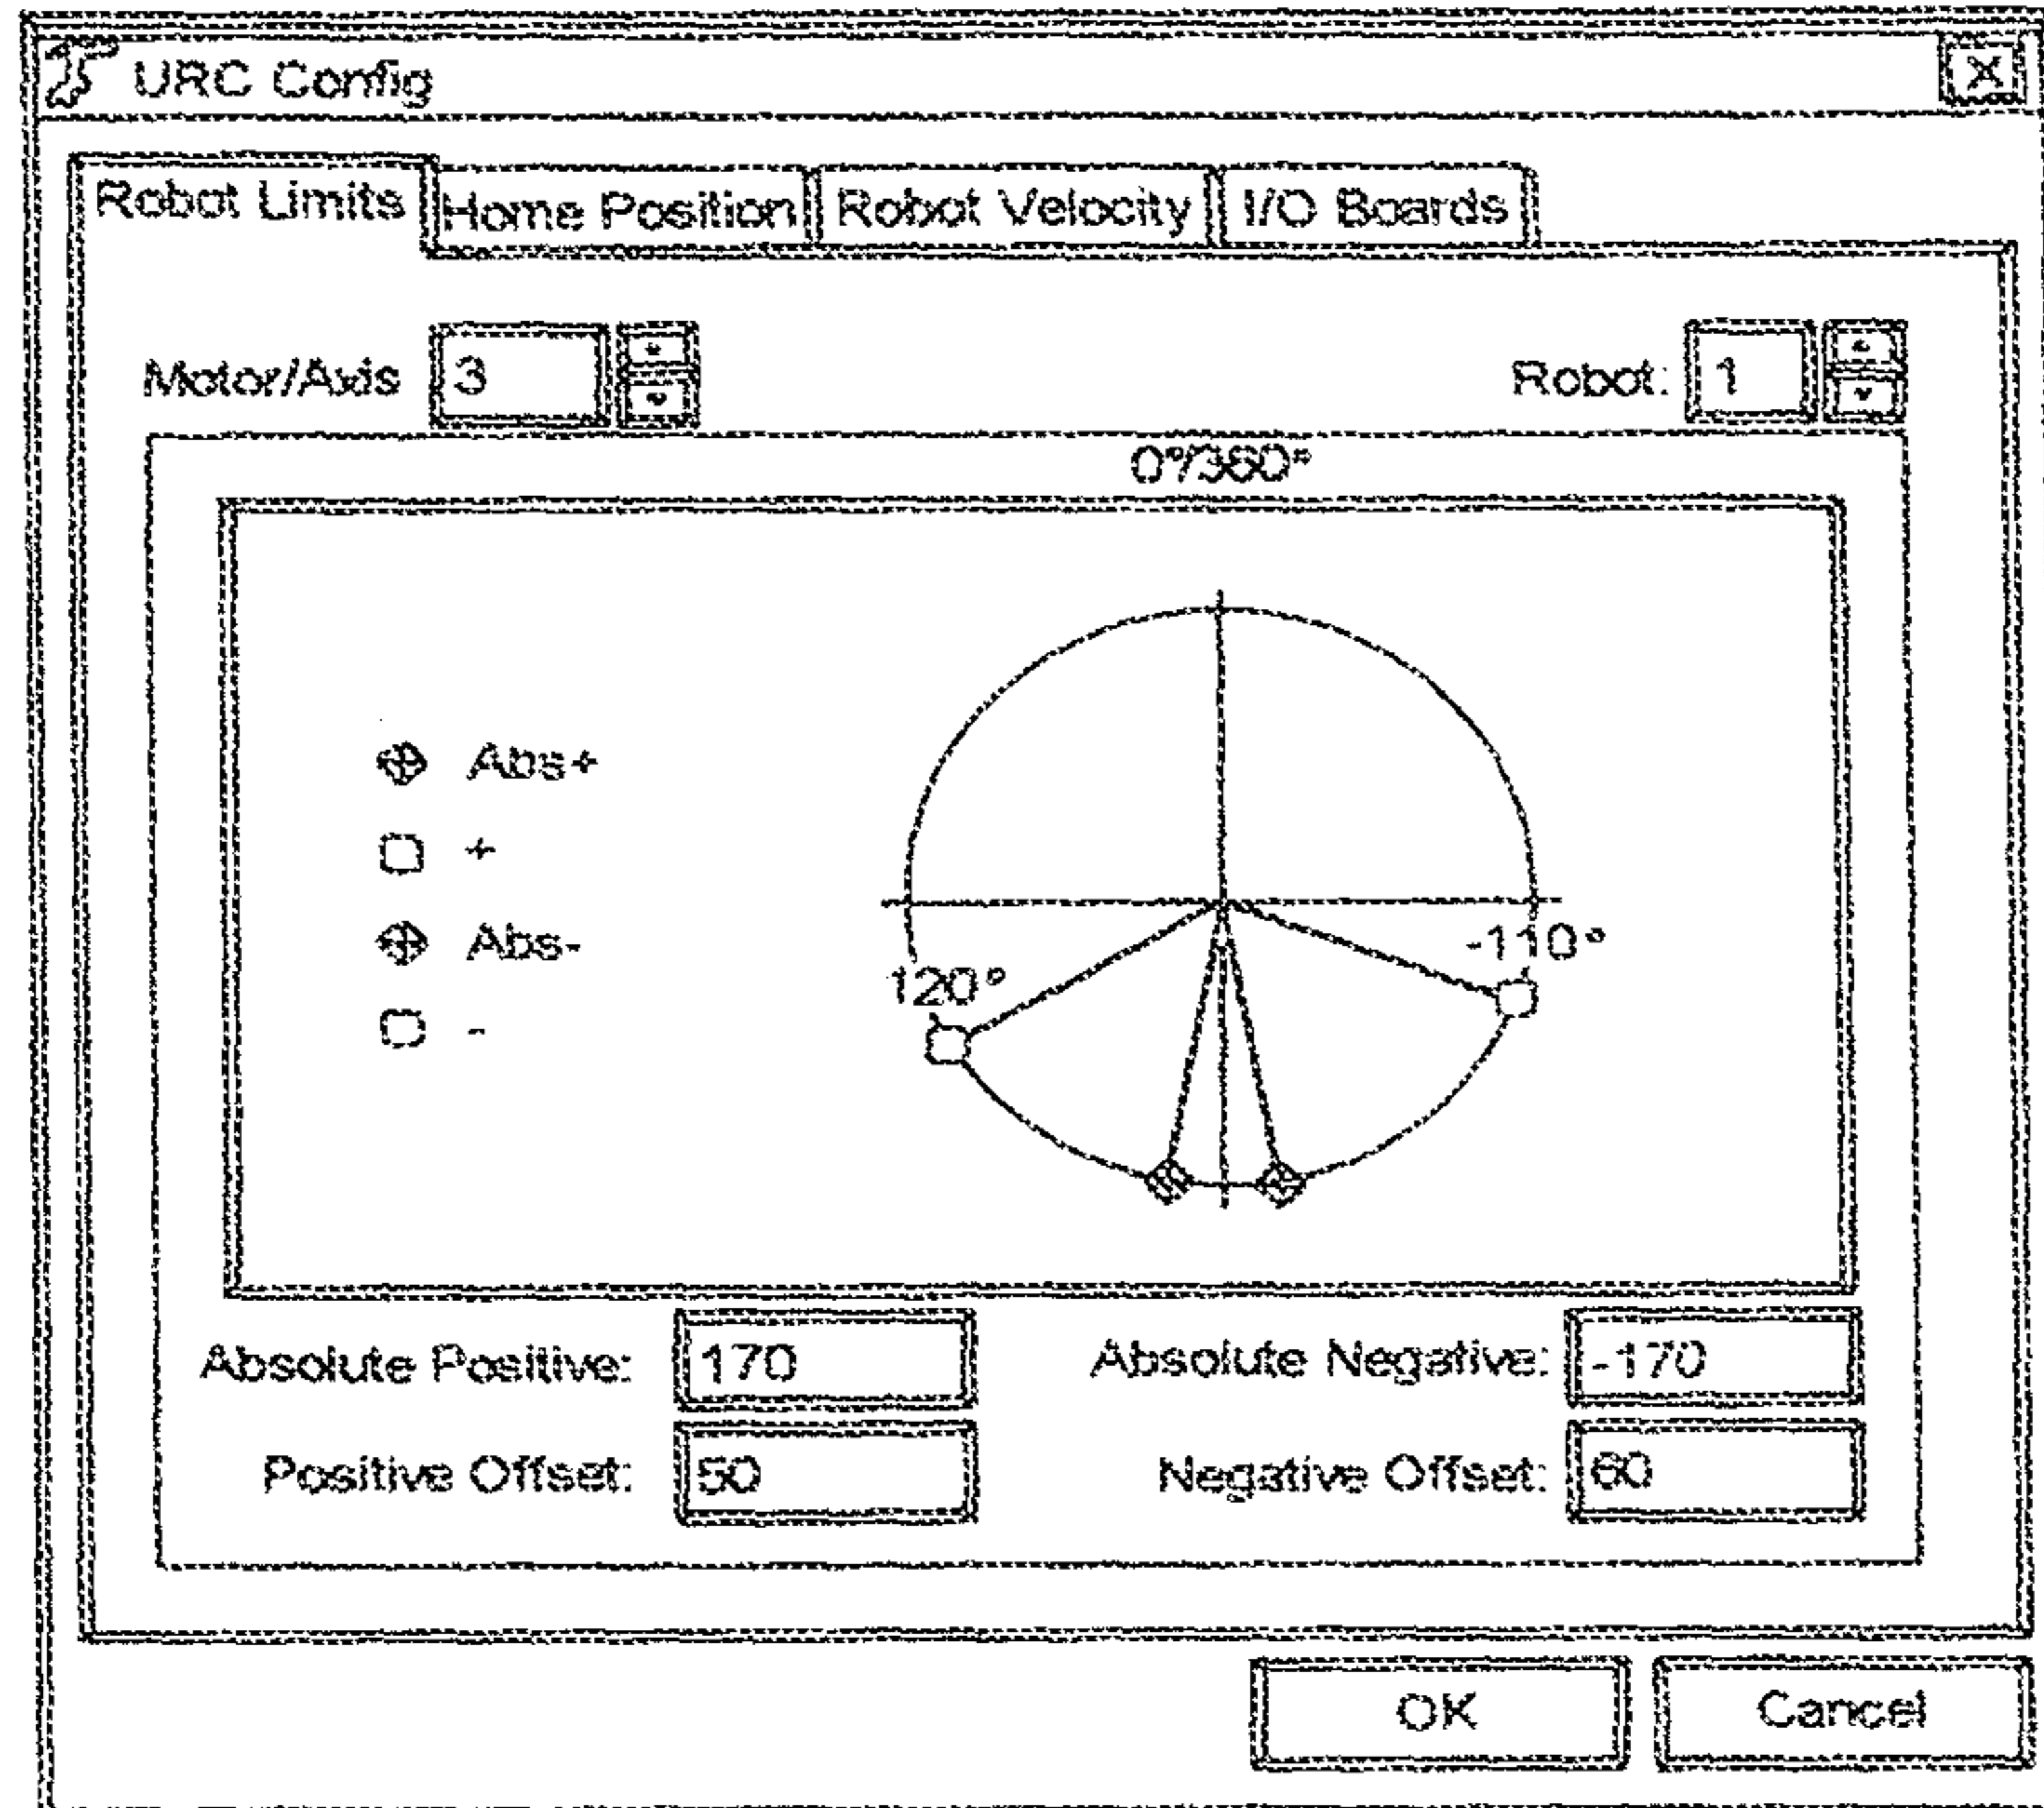 URC Config
Robot Limits Home Position Robot Velocity I/O Boards
Motor/Axis 3 Robot: 1
0°/360°
Abs+
+
Abs-
-
-110°
120°
Absolute Positive: 170 Absolute Negative: -170
Positive Offset: 50 Negative Offset: 60
OK Cancel